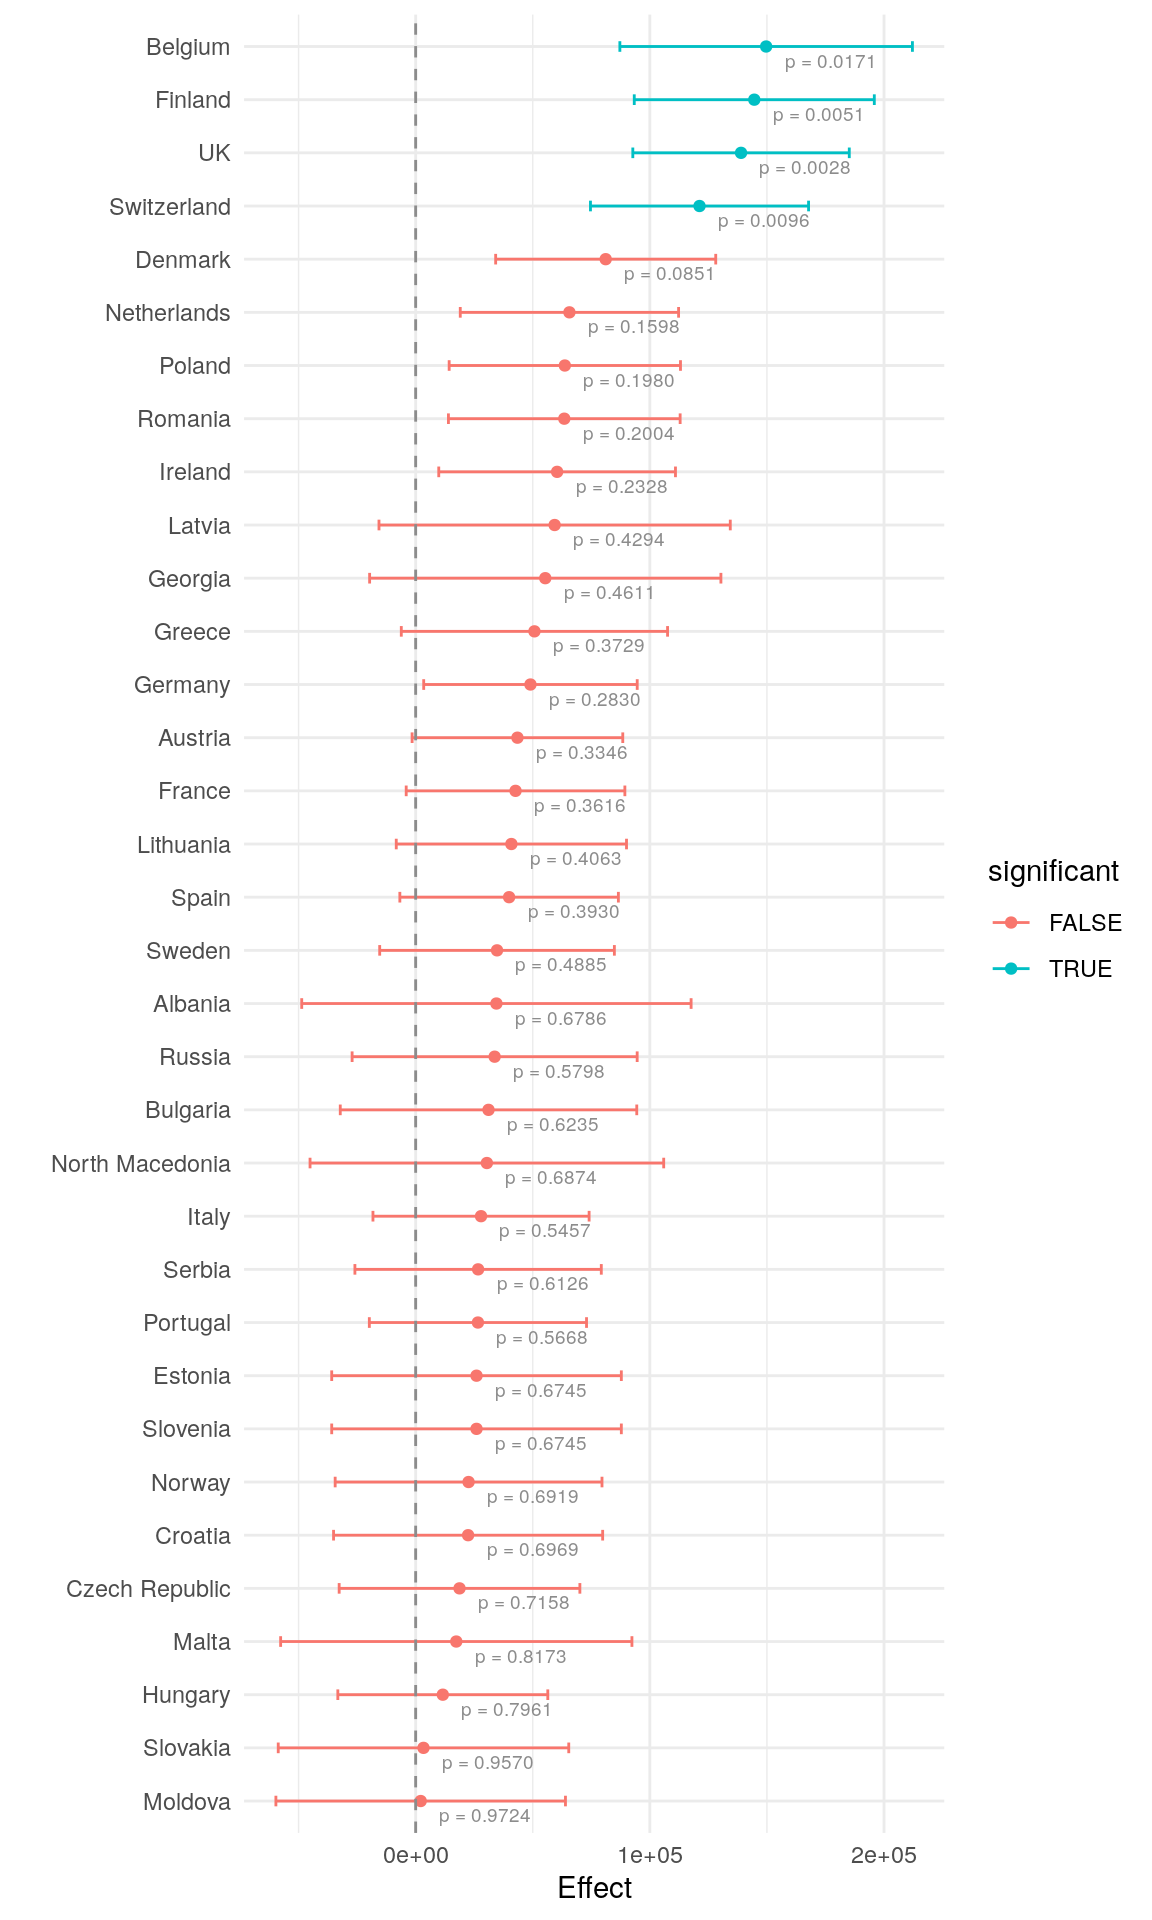 Belgium
p = 0.0171
Finland
p = 0.0051
UK
p = 0.0028
Switzerland
p = 0.0096
Denmark
p = 0.0851
Netherlands
p = 0.1598
Poland
p = 0.1980
Romania
p = 0.2004
Ireland
p = 0.2328
Latvia
p = 0.4294
Georgia
p = 0.4611
Greece
p = 0.3729
Germany
p = 0.2830
Austria
p = 0.3346
France
p = 0.3616
Lithuania
p = 0.4063
Spain
p = 0.3930
Sweden
p = 0.4885
Albania
p = 0.6786
Russia
p = 0.5798
Bulgaria
p = 0.6235
North Macedonia
p = 0.6874
Italy
p = 0.5457
Serbia
p = 0.6126
Portugal
p = 0.5668
Estonia
p = 0.6745
Slovenia
p = 0.6745
Norway
p = 0.6919
Croatia
p = 0.6969
Czech Republic
p = 0.7158
Malta
p = 0.8173
Hungary
p = 0.7961
Slovakia
p = 0.9570
Moldova
p = 0.9724
0e+00 1e+05 2e+05
Effect
significant
FALSE
TRUE